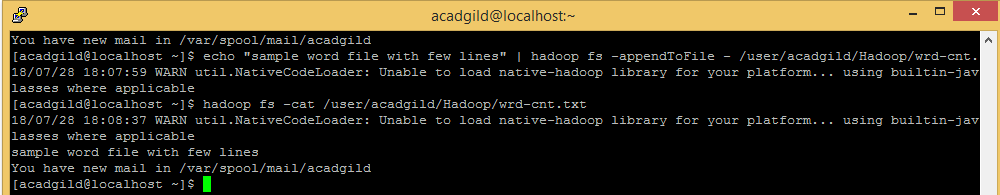 acadgild@localhost:~
You have new mail in /var/spool/mail/acadgild
[acadgild@localhost ~]$ echo "sample word file with few lines" | hadoop fs -appendToFile - /user/acadgild/Hadoop/wrd-cnt.
18/07/28 18:07:59 WARN util.NativeCodeLoader: Unable to load native-hadoop library for your platform... using builtin-jav
lasses where applicable
[acadgild@localhost ~]$ hadoop fs -cat /user/acadgild/Hadoop/wrd-cnt.txt
18/07/28 18:08:37 WARN util.NativeCodeLoader: Unable to load native-hadoop library for your platform... using builtin-jav
lasses where applicable
sample word file with few lines
You have new mail in /var/spool/mail/acadgild
[acadgild@localhost ~]$